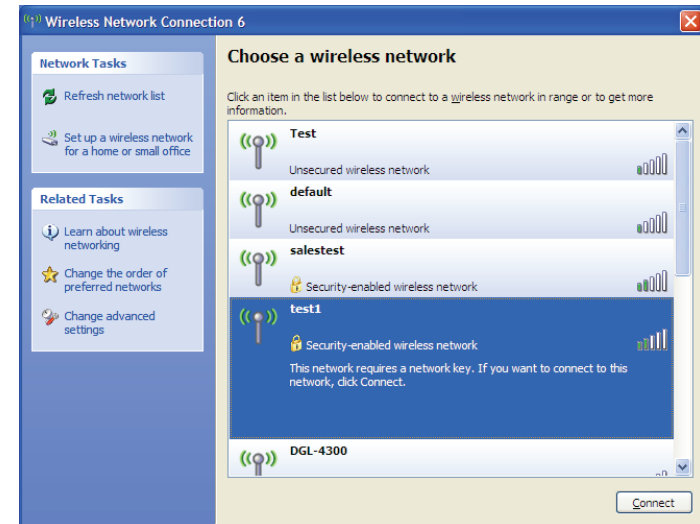 Wireless Network Connection 6
Network Tasks
Refresh network list
Set up a wireless network
for a home or small office
Related Tasks
Learn about wireless
networking
Change the order of
preferred networks
Change advanced
settings
Choose a wireless network
Click an item in the list below to connect to a wireless network in range or to get more
information.
Test
Unsecured wireless network
default
Unsecured wireless network
salestest
Security-enabled wireless network
test1
Security-enabled wireless network
This network requires a network key. If you want to connect to this
network, click Connect.
DGL-4300
Connect